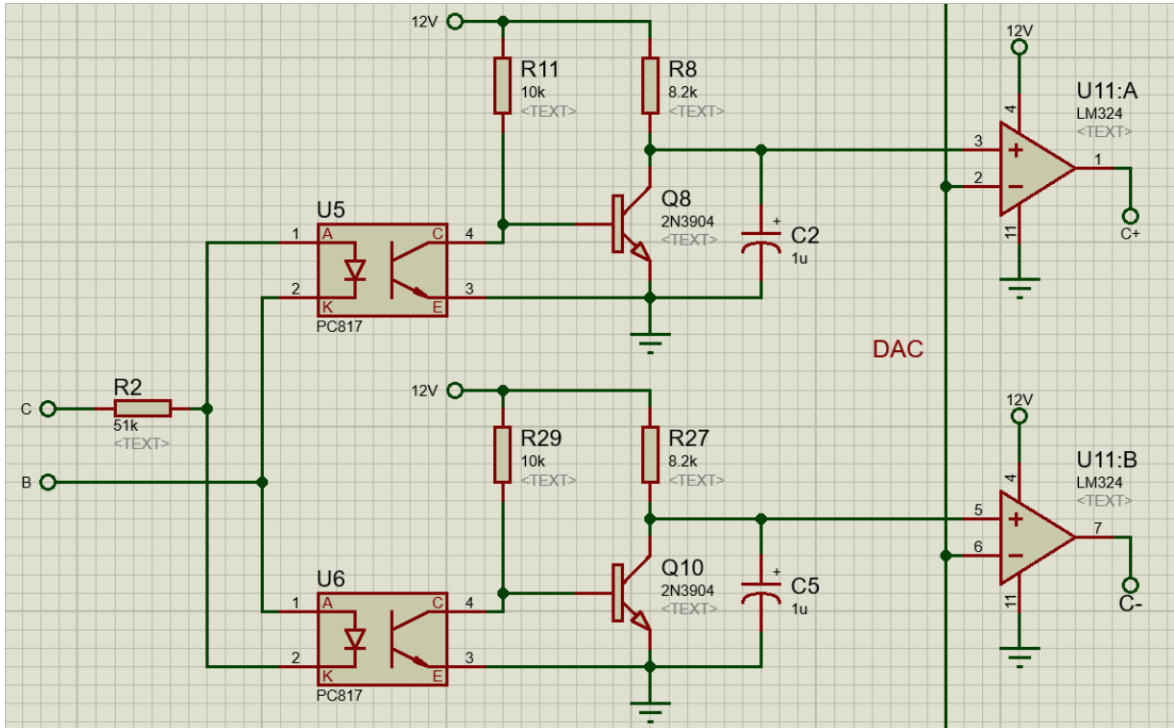 12V
R11
10k
<TEXT>
R8
8.2k
<TEXT>
12V
4
U11:A
LM324
<TEXT>
3
+
2
−
1
11
C+
U5
1
A
C
4
2
K
E
3
PC817
Q8
2N3904
<TEXT>
+
C2
1u
DAC
C
R2
51k
<TEXT>
B
12V
R29
10k
<TEXT>
R27
8.2k
<TEXT>
12V
4
U11:B
LM324
<TEXT>
5
+
6
−
7
11
C-
U6
1
A
C
4
2
K
E
3
PC817
Q10
2N3904
<TEXT>
+
C5
1u